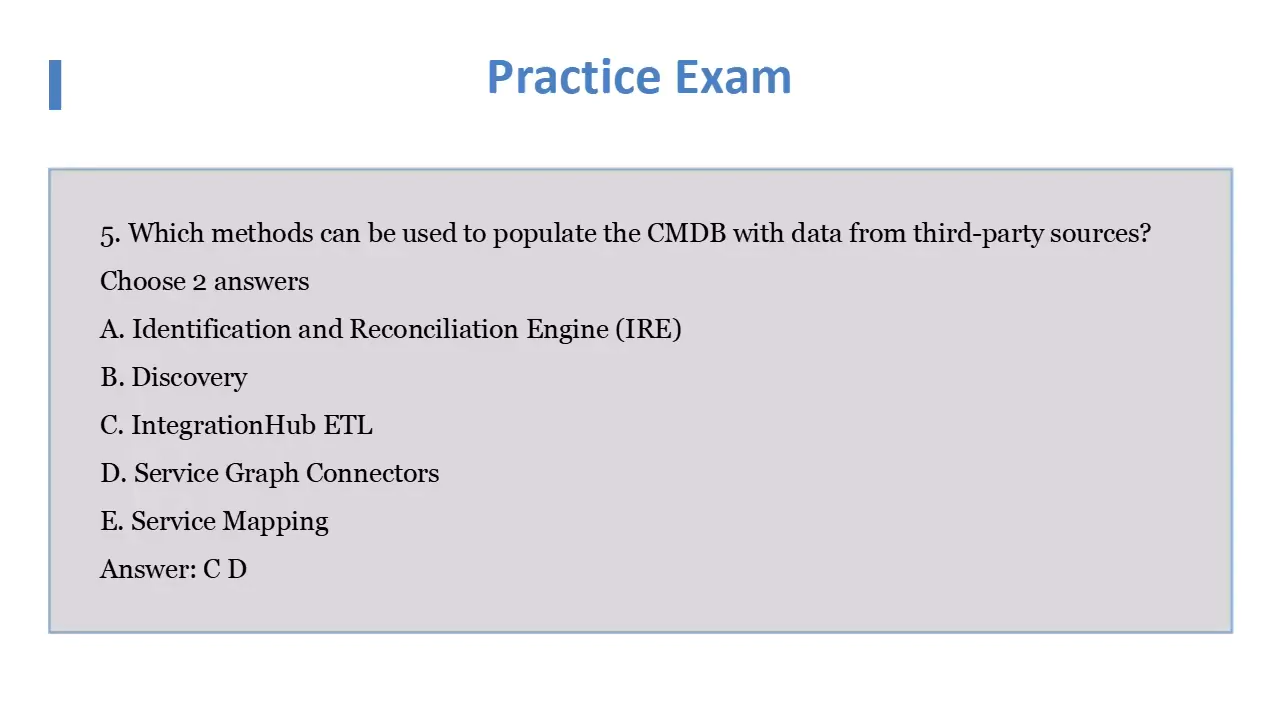 Practice Exam
5. Which methods can be used to populate the CMDB with data from third-party sources?
Choose 2 answers
A. Identification and Reconciliation Engine (IRE)
B. Discovery
C. IntegrationHub ETL
D. Service Graph Connectors
E. Service Mapping
Answer: C D